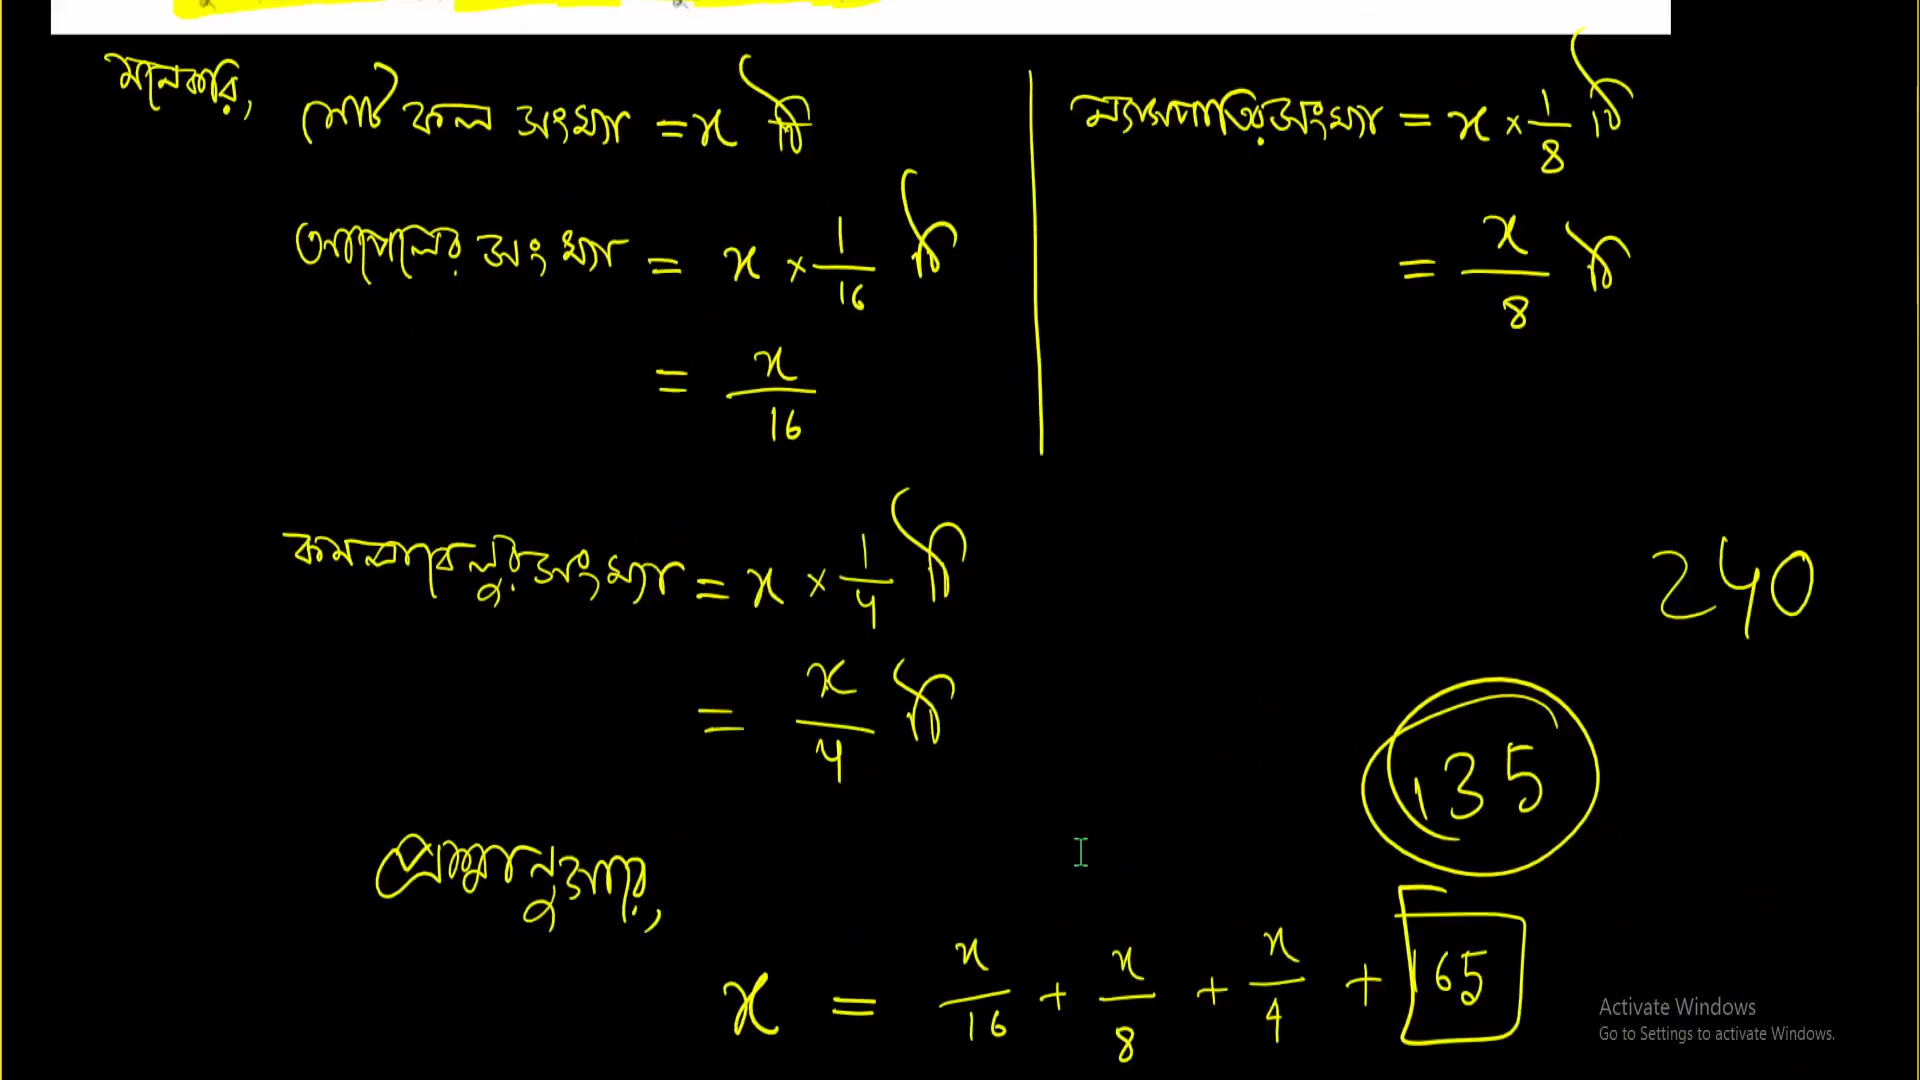 মনেকরি,
মোট ফল সংখ্যা = x টি
আপেলের সংখ্যা = x × 1/16 টি
= x/16
সংখ্যা = x × 1/8 টি
= x/8 টি
কমলালেবুর সংখ্যা = x × 1/4 টি
= x/4 টি
240
135
প্রশ্নানুসারে,
x = x/16 + x/8 + x/4 + 165
Activate Windows
Go to Settings to activate Windows.